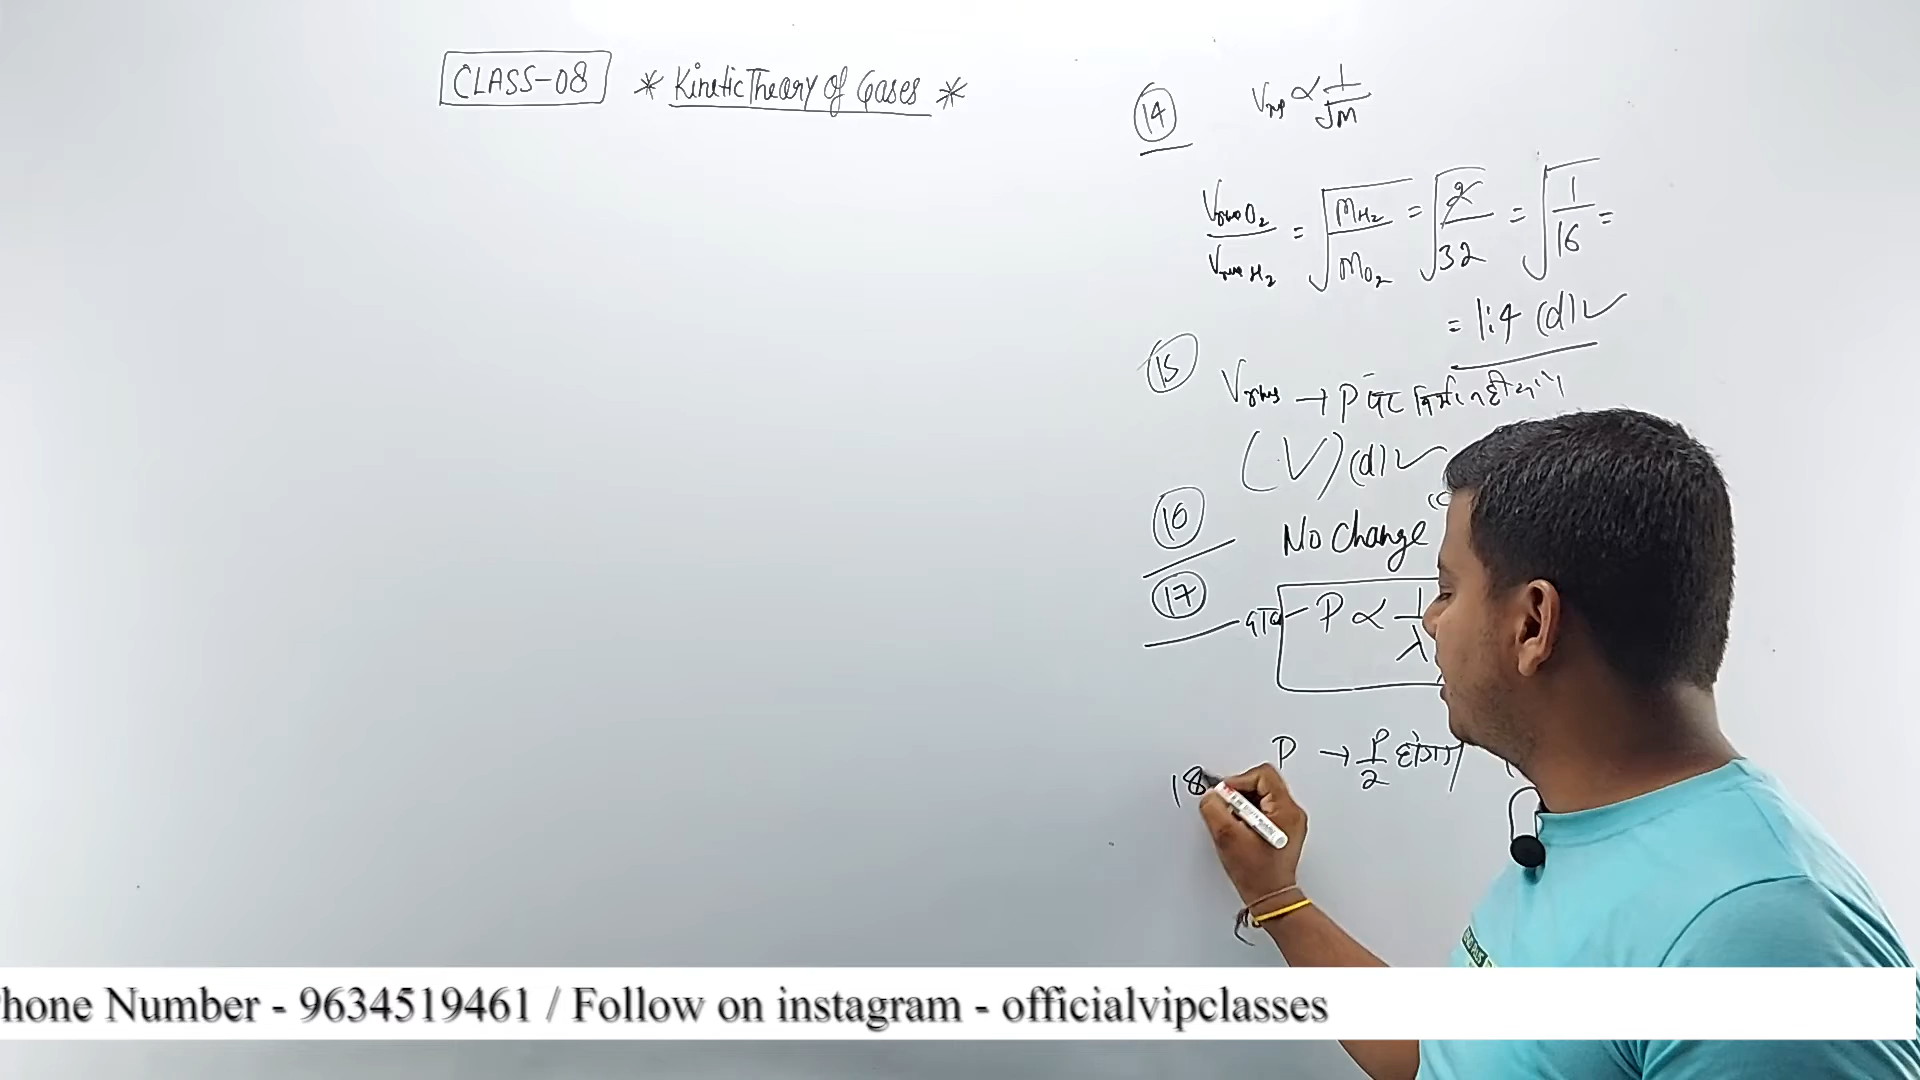 CLASS-08 * Kinetic Theory of Gases *
14 Vrms ∝ 1/√M
Vrms O2 / Vrms H2 = √(MH2/MO2) = √(2/32) = √(1/16) =
= 1:4 (d) ✓
15 Vrms → P पर निर्भर नहीं
(V) (d) ✓
16 No Change
17 P ∝ 1/λ
P → P/2 होगा
18
Phone Number - 9634519461 / Follow on instagram - officialvipclasses